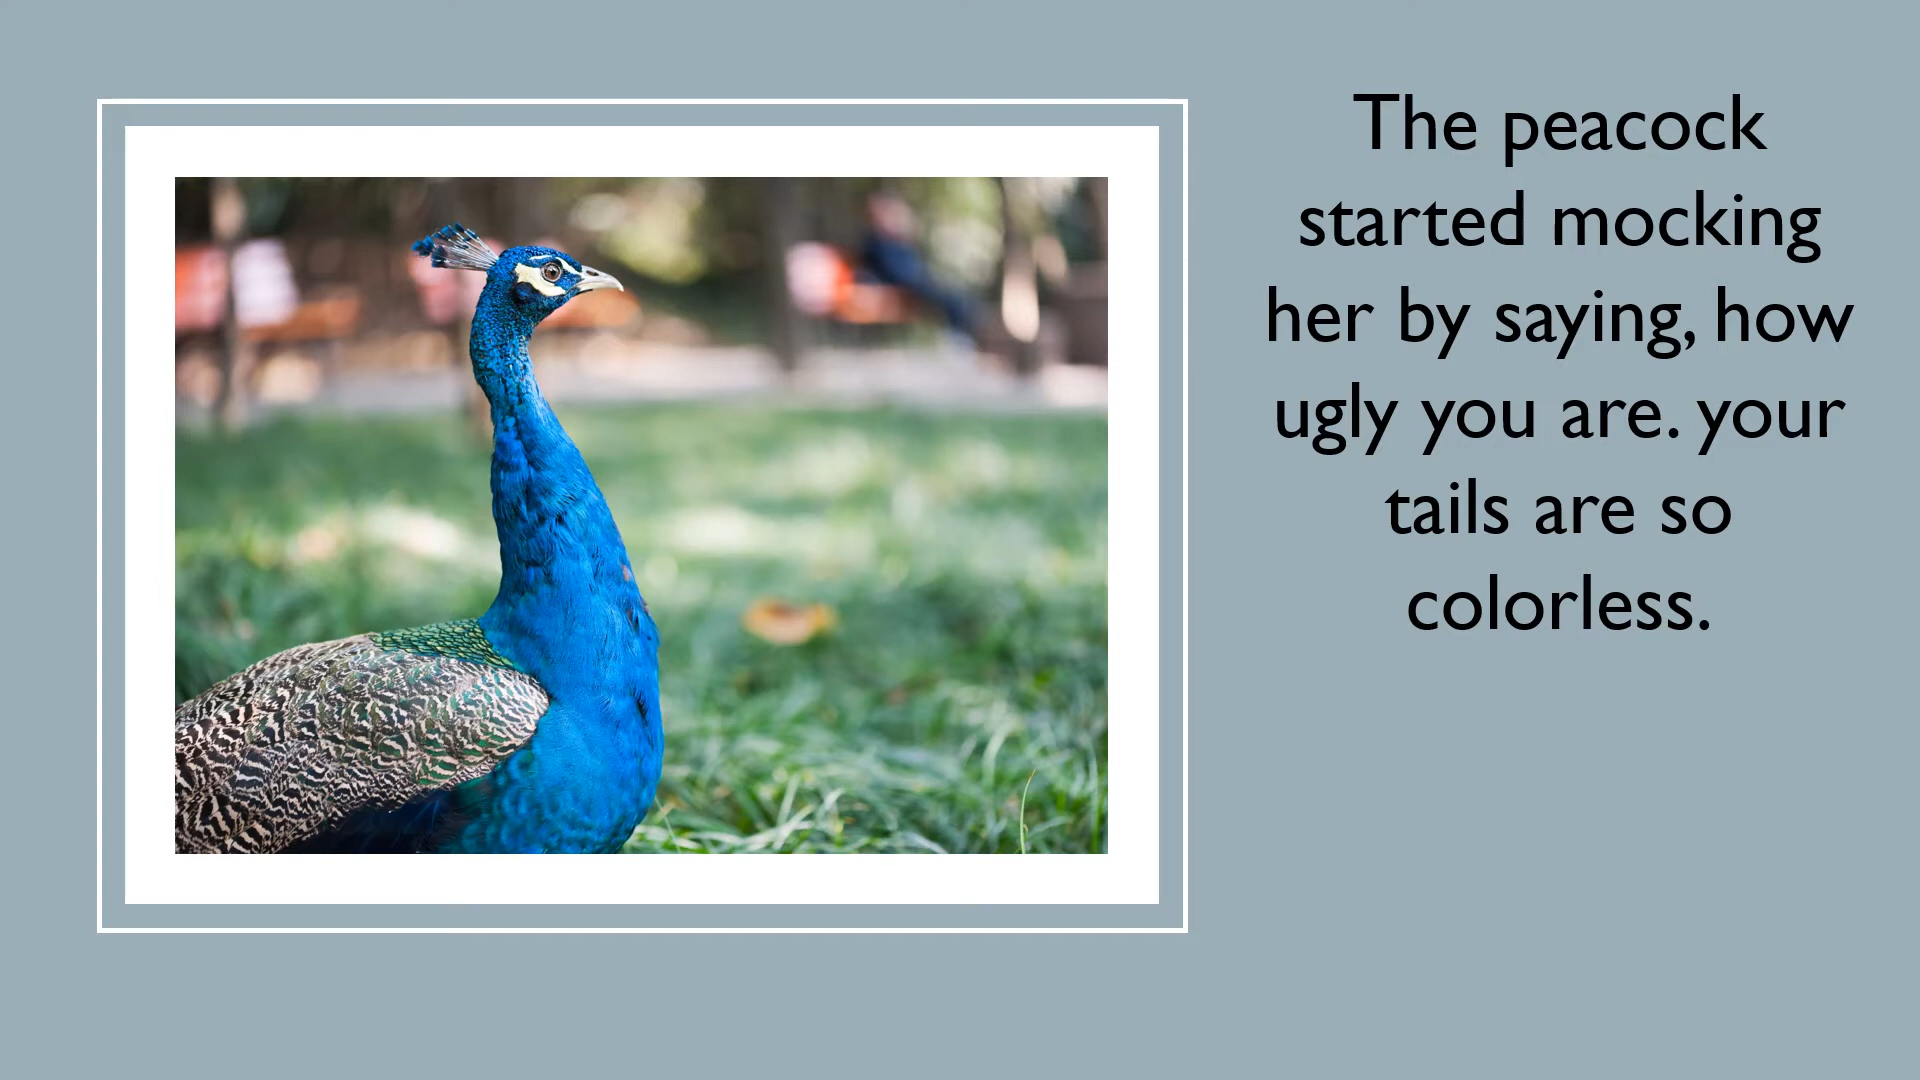 The peacock
started mocking
her by saying, how
ugly you are. your
tails are so
colorless.